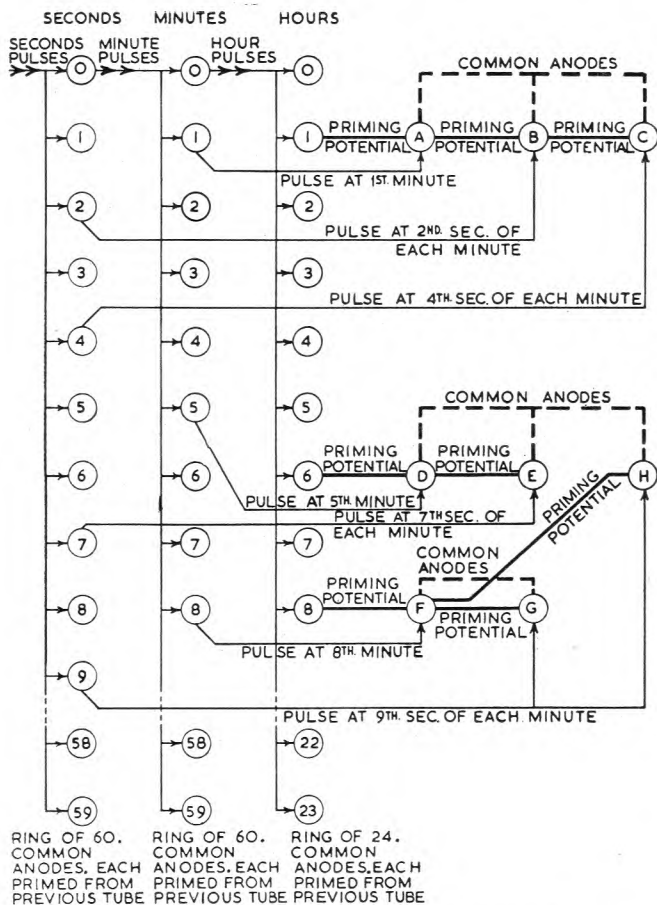 SECONDS MINUTES HOURS
SECONDS PULSES
MINUTE PULSES
HOUR PULSES
0 0 0
COMMON ANODES
1 1 1
PRIMING POTENTIAL
A
PRIMING POTENTIAL
B
PRIMING POTENTIAL
C
PULSE AT 1ST. MINUTE
2 2 2
PULSE AT 2ND. SEC. OF
EACH MINUTE
3 3 3
PULSE AT 4TH. SEC. OF EACH MINUTE
4 4 4
COMMON ANODES
5 5 5
6 6 6
PRIMING POTENTIAL
D
PRIMING POTENTIAL
E
H
PRIMING POTENTIAL
PULSE AT 5TH. MINUTE
PULSE AT 7TH SEC. OF
EACH MINUTE
7 7 7
COMMON
ANODES
8 8 8
PRIMING POTENTIAL
F
PRIMING POTENTIAL
G
PULSE AT 8TH. MINUTE
9
PULSE AT 9TH. SEC. OF EACH MINUTE
58 58 22
59 59 23
RING OF 60.
COMMON
ANODES. EACH
PRIMED FROM
PREVIOUS TUBE
RING OF 60.
COMMON
ANODES. EACH
PRIMED FROM
PREVIOUS TUBE
RING OF 24.
COMMON
ANODES. EACH
PRIMED FROM
PREVIOUS TUBE